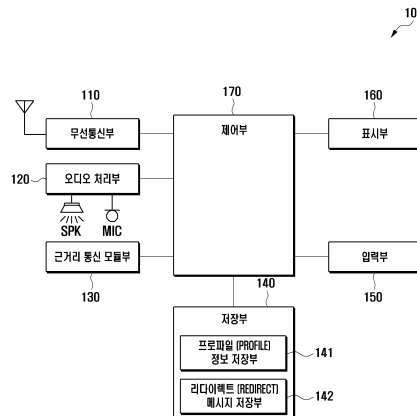 10
110
무선통신부
170
제어부
160
표시부
120
오디오 처리부
SPK
MIC
근거리 통신 모듈부
130
입력부
150
140
저장부
프로파일 (PROFILE)
정보 저장부
141
리다이렉트 (REDIRECT)
메시지 저장부
142